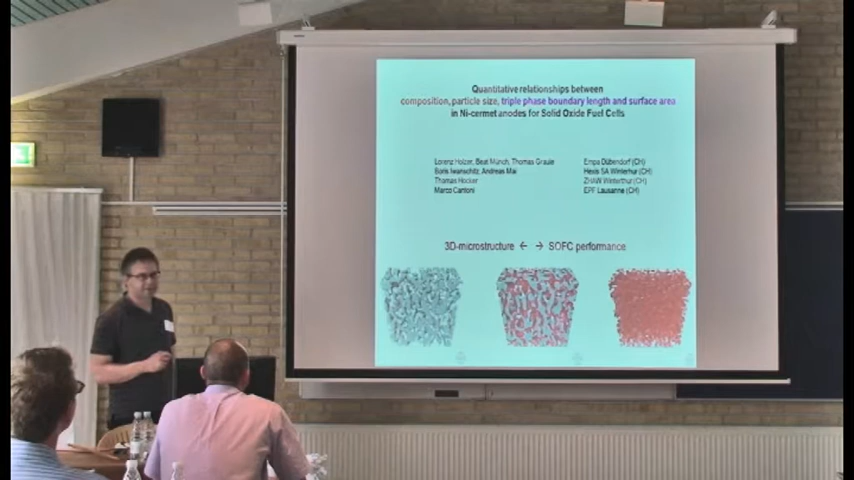 Quantitative relationships between
composition, particle size, triple phase boundary length and surface area
in Ni-cermet anodes for Solid Oxide Fuel Cells
Lorenz Holzer, Beat Münch, Thomas Graule Empa Dübendorf (CH)
Boris Iwanschitz, Andreas Mai Hexis SA Winterthur (CH)
Thomas Hocker ZHAW Winterthur (CH)
Marco Cantoni EPF Lausanne (CH)
3D-microstructure ← → SOFC performance